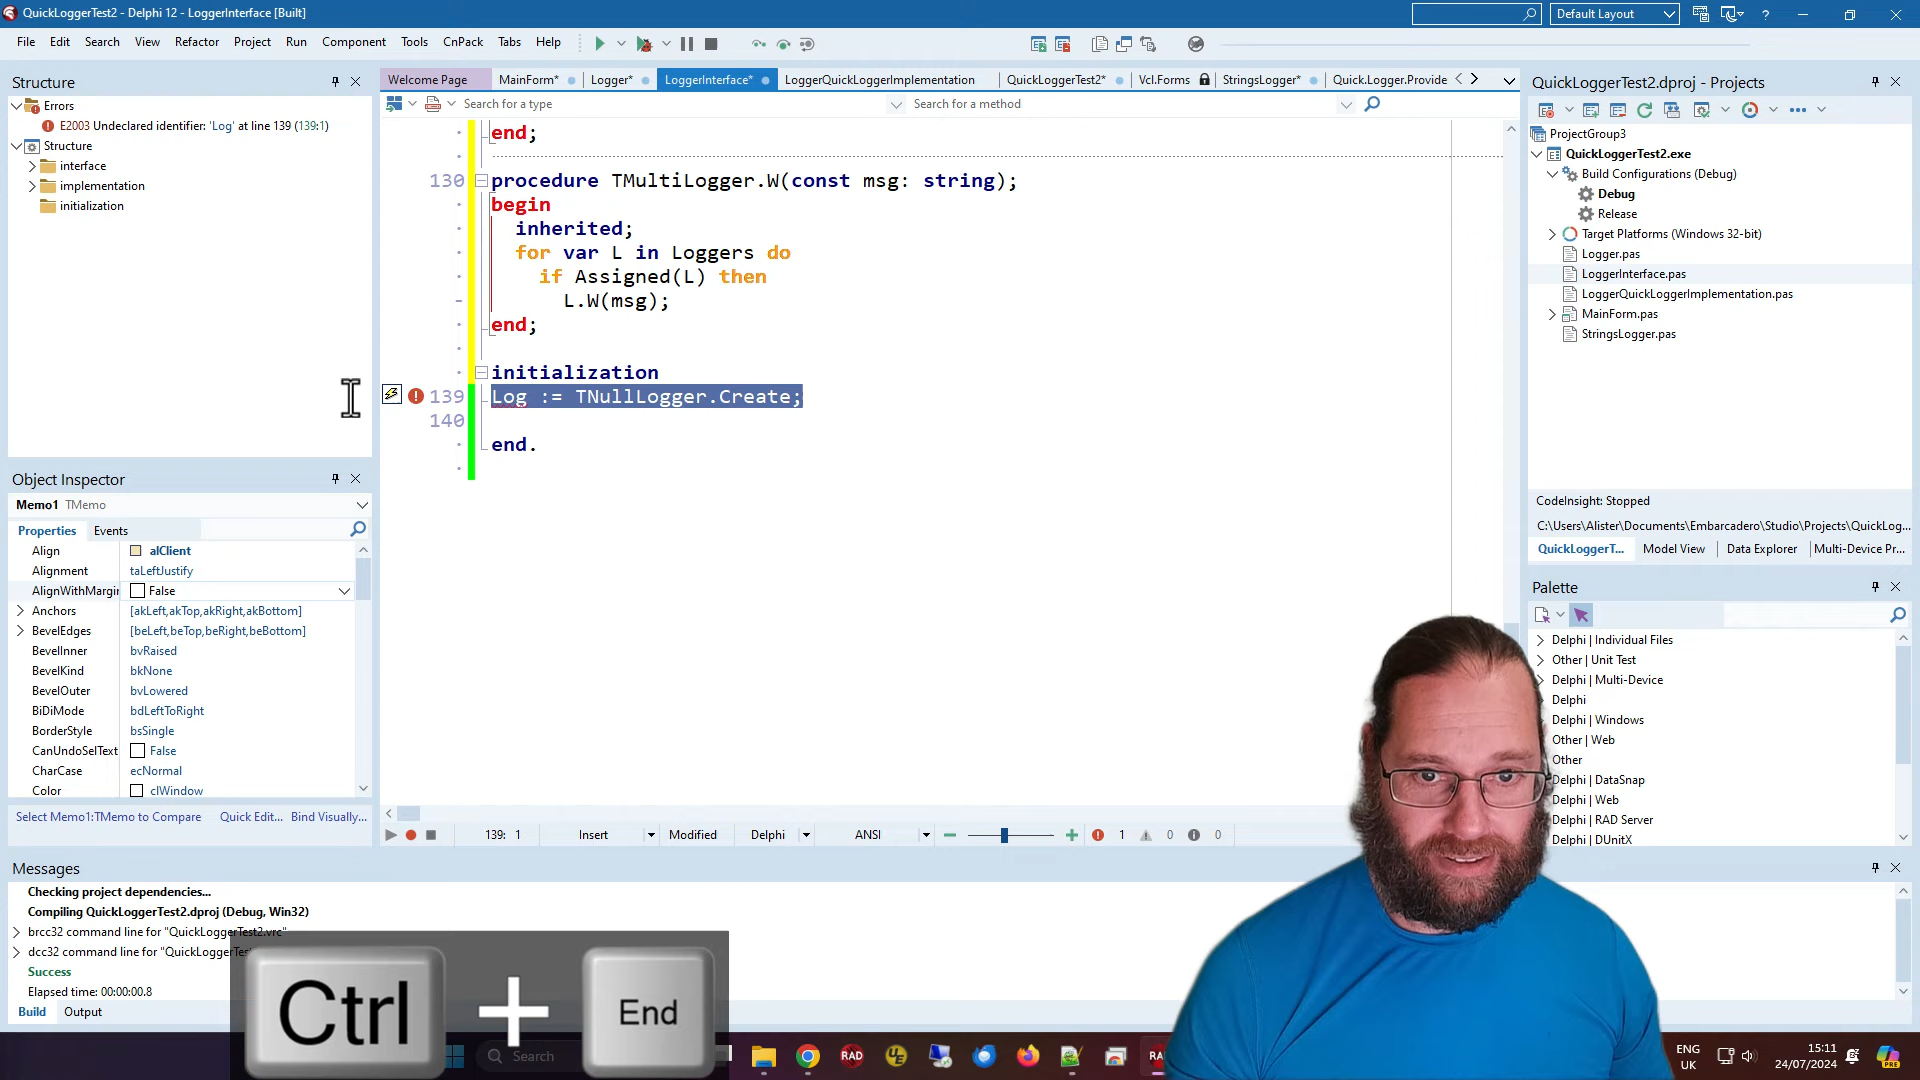 QuickLoggerTest2 - Delphi 12 - LoggerInterface [Built]
Default Layout
File Edit Search View Refactor Project Run Component Tools CnPack Tabs Help
Structure
Errors
E2003 Undeclared identifier: 'Log' at line 139 (139:1)
Structure
interface
implementation
initialization
Welcome Page MainForm* Logger* LoggerInterface* LoggerQuickLoggerImplementation QuickLoggerTest2* Vcl.Forms StringsLogger* Quick.Logger.Provide
Search for a type
Search for a method
end;
130 procedure TMultiLogger.W(const msg: string);
begin
inherited;
for var L in Loggers do
if Assigned(L) then
L.W(msg);
end;
initialization
139 Log := TNullLogger.Create;
140
end.
139: 1 Insert Modified Delphi ANSI 1 0 0
Object Inspector
Memo1 TMemo
Properties Events
Align alClient
Alignment taLeftJustify
AlignWithMargin False
Anchors [akLeft,akTop,akRight,akBottom]
BevelEdges [beLeft,beTop,beRight,beBottom]
BevelInner bvRaised
BevelKind bkNone
BevelOuter bvLowered
BiDiMode bdLeftToRight
BorderStyle bsSingle
CanUndoSelText False
CharCase ecNormal
Color clWindow
Select Memo1:TMemo to Compare Quick Edit... Bind Visually...
QuickLoggerTest2.dproj - Projects
ProjectGroup3
QuickLoggerTest2.exe
Build Configurations (Debug)
Debug
Release
Target Platforms (Windows 32-bit)
Logger.pas
LoggerInterface.pas
LoggerQuickLoggerImplementation.pas
MainForm.pas
StringsLogger.pas
CodeInsight: Stopped
C:\Users\Alister\Documents\Embarcadero\Studio\Projects\QuickLog...
QuickLoggerT... Model View Data Explorer Multi-Device Pr...
Palette
Delphi | Individual Files
Other | Unit Test
Delphi | Multi-Device
Delphi
Delphi | Windows
Other | Web
Other
Delphi | DataSnap
Delphi | Web
Delphi | RAD Server
Delphi | DUnitX
Messages
Checking project dependencies...
Compiling QuickLoggerTest2.dproj (Debug, Win32)
brcc32 command line for "QuickLoggerTest2.vrc"
dcc32 command line for "QuickLoggerTe
Success
Elapsed time: 00:00:00.8
Build Output
Ctrl + End
Search
RAD
UE
RA
ENG
UK
15:11
24/07/2024
PRE